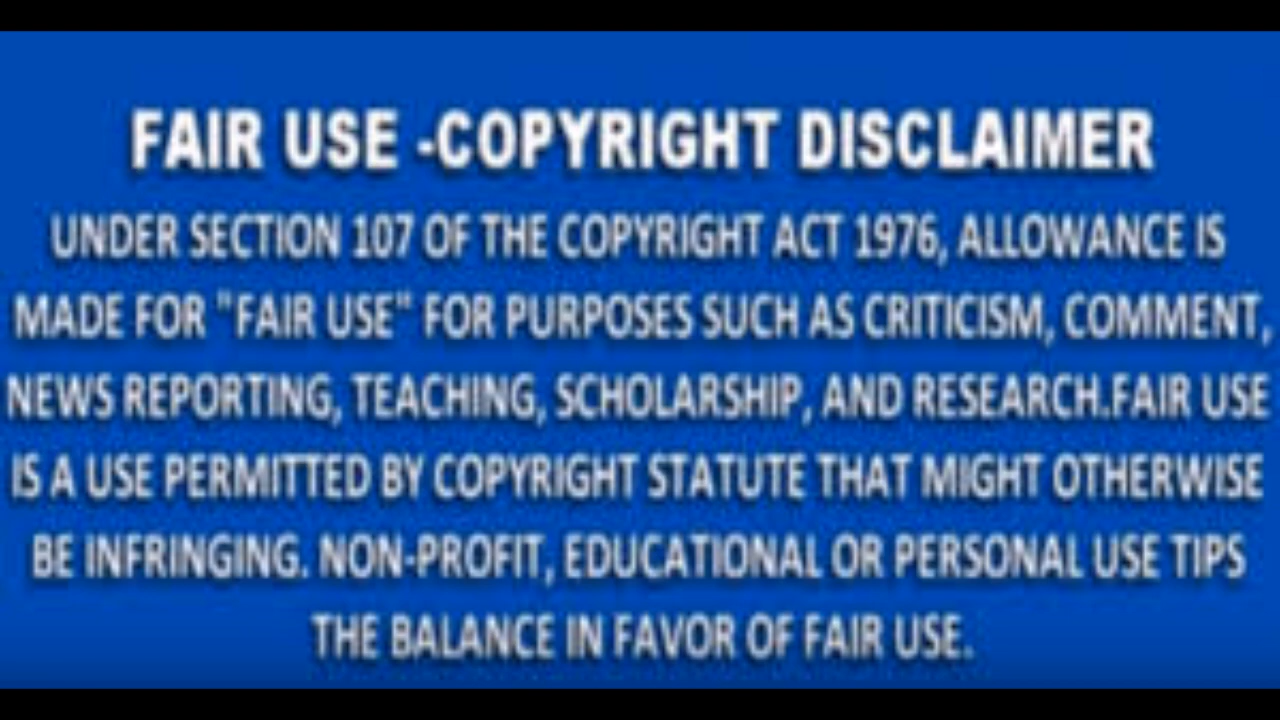 FAIR USE -COPYRIGHT DISCLAIMER
UNDER SECTION 107 OF THE COPYRIGHT ACT 1976, ALLOWANCE IS
MADE FOR "FAIR USE" FOR PURPOSES SUCH AS CRITICISM, COMMENT,
NEWS REPORTING, TEACHING, SCHOLARSHIP, AND RESEARCH.FAIR USE
IS A USE PERMITTED BY COPYRIGHT STATUTE THAT MIGHT OTHERWISE
BE INFRINGING. NON-PROFIT, EDUCATIONAL OR PERSONAL USE TIPS
THE BALANCE IN FAVOR OF FAIR USE.